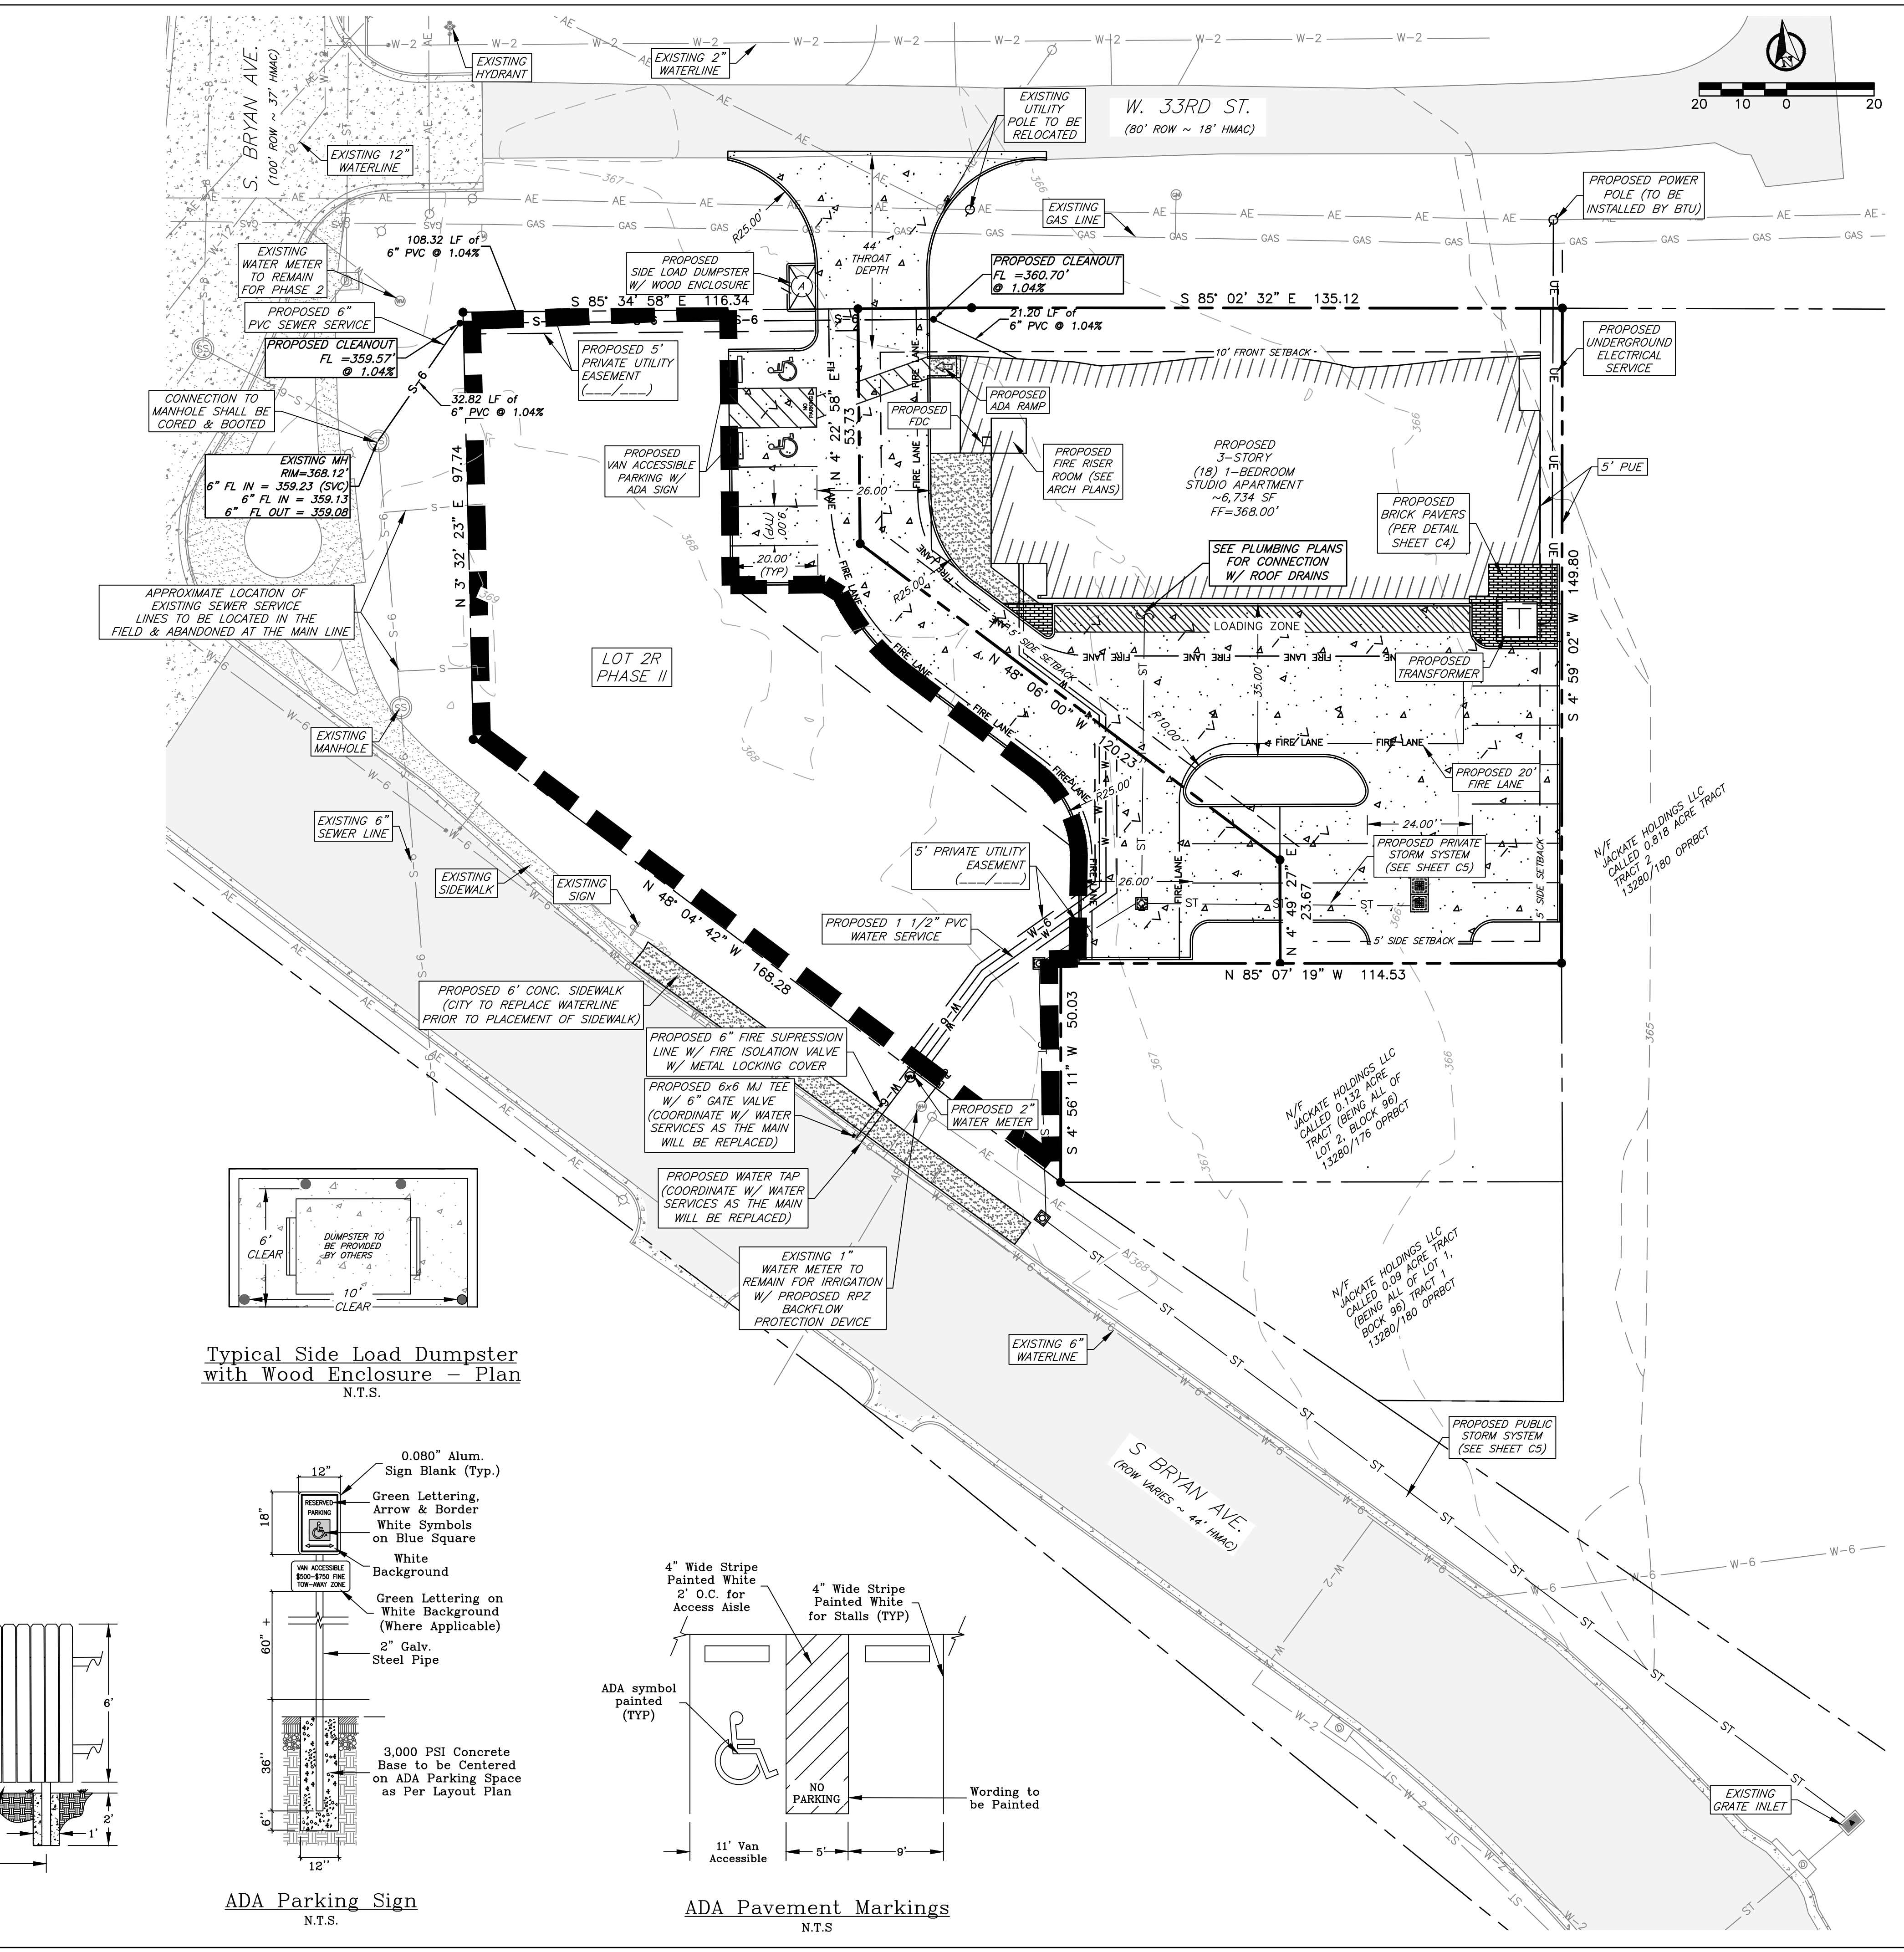 S. BRYAN AVE.
(100' ROW ~ 37' HMAC)
EXISTING
HYDRANT
EXISTING 2"
WATERLINE
EXISTING 12"
WATERLINE
EXISTING
UTILITY
POLE TO BE
RELOCATED
W. 33RD ST.
(80' ROW ~ 18' HMAC)
20 10 0 20
N
PROPOSED POWER
POLE (TO BE
INSTALLED BY BTU)
EXISTING
GAS LINE
EXISTING
WATER METER
TO REMAIN
FOR PHASE 2
108.32 LF of
6" PVC @ 1.04%
R25.00'
44'
THROAT
DEPTH
PROPOSED
SIDE LOAD DUMPSTER
W/ WOOD ENCLOSURE
A
PROPOSED CLEANOUT
FL =360.70'
@ 1.04%
S 85° 34' 58" E 116.34
S 85° 02' 32" E 135.12
PROPOSED 6"
PVC SEWER SERVICE
PROPOSED CLEANOUT
FL =359.57'
@ 1.04%
21.20 LF of
6" PVC @ 1.04%
PROPOSED 5'
PRIVATE UTILITY
EASEMENT
(___/___)
10' FRONT SETBACK
PROPOSED
UNDERGROUND
ELECTRICAL
SERVICE
CONNECTION TO
MANHOLE SHALL BE
CORED & BOOTED
32.82 LF of
6" PVC @ 1.04%
NO
PARKING
N 4° 22' 58" E
53.73
PROPOSED
ADA RAMP
PROPOSED
FDC
EXISTING MH
RIM=368.12'
6" FL IN = 359.23 (SVC)
6" FL IN = 359.13
6" FL OUT = 359.08
N 3° 32' 23" E 97.74
PROPOSED
VAN ACCESSIBLE
PARKING W/
ADA SIGN
PROPOSED
FIRE RISER
ROOM (SEE
ARCH PLANS)
PROPOSED
3-STORY
(18) 1-BEDROOM
STUDIO APARTMENT
~6,734 SF
FF=368.00'
5' PUE
26.00'
9.00'
(TYP)
20.00'
(TYP)
PROPOSED
BRICK PAVERS
(PER DETAIL
SHEET C4)
SEE PLUMBING PLANS
FOR CONNECTION
W/ ROOF DRAINS
S 4° 59' 02" W 149.80
APPROXIMATE LOCATION OF
EXISTING SEWER SERVICE
LINES TO BE LOCATED IN THE
FIELD & ABANDONED AT THE MAIN LINE
R25.00'
LOADING ZONE
5' SIDE SETBACK
LOT 2R
PHASE II
N 48° 06' 00" W 120.23
FIRE LANE
PROPOSED
TRANSFORMER
35.00'
R10.00'
EXISTING
MANHOLE
FIRE LANE
FIRE LANE
PROPOSED 20'
FIRE LANE
R25.00'
24.00'
EXISTING 6"
SEWER LINE
EXISTING
SIDEWALK
EXISTING
SIGN
5' PRIVATE UTILITY
EASEMENT
(___/___)
PROPOSED PRIVATE
STORM SYSTEM
(SEE SHEET C5)
26.00'
N 4° 49' 27" E
23.67
5' SIDE SETBACK
5' SIDE SETBACK
N/F
JACKATE HOLDINGS LLC
CALLED 0.818 ACRE TRACT
TRACT 2
13280/180 OPRBCT
PROPOSED 1 1/2" PVC
WATER SERVICE
N 48° 04' 42" W 168.28
N 85° 07' 19" W 114.53
PROPOSED 6' CONC. SIDEWALK
(CITY TO REPLACE WATERLINE
PRIOR TO PLACEMENT OF SIDEWALK)
S 4° 56' 11" W 50.03
PROPOSED 6" FIRE SUPRESSION
LINE W/ FIRE ISOLATION VALVE
W/ METAL LOCKING COVER
PROPOSED 6x6 MJ TEE
W/ 6" GATE VALVE
(COORDINATE W/ WATER
SERVICES AS THE MAIN
WILL BE REPLACED)
PROPOSED 2"
WATER METER
N/F
JACKATE HOLDINGS LLC
CALLED 0.132 ACRE
TRACT (BEING ALL OF
LOT 2, BLOCK 96)
13280/176 OPRBCT
PROPOSED WATER TAP
(COORDINATE W/ WATER
SERVICES AS THE MAIN
WILL BE REPLACED)
EXISTING 1"
WATER METER TO
REMAIN FOR IRRIGATION
W/ PROPOSED RPZ
BACKFLOW
PROTECTION DEVICE
N/F
JACKATE HOLDINGS LLC
CALLED 0.09 ACRE TRACT
(BEING ALL OF LOT 1,
BOCK 96) TRACT 1
13280/180 OPRBCT
EXISTING 6"
WATERLINE
6'
CLEAR
DUMPSTER TO
BE PROVIDED
BY OTHERS
10'
CLEAR
Typical Side Load Dumpster
with Wood Enclosure – Plan
N.T.S.
PROPOSED PUBLIC
STORM SYSTEM
(SEE SHEET C5)
S BRYAN AVE.
(ROW VARIES ~ 44' HMAC)
12"
18"
RESERVED
PARKING
VAN ACCESSIBLE
$500-$750 FINE
TOW-AWAY ZONE
0.080" Alum.
Sign Blank (Typ.)
Green Lettering,
Arrow & Border
White Symbols
on Blue Square
White
Background
Green Lettering on
White Background
(Where Applicable)
60" +
2" Galv.
Steel Pipe
36"
3,000 PSI Concrete
Base to be Centered
on ADA Parking Space
as Per Layout Plan
6"
12"
ADA Parking Sign
N.T.S.
6'
2'
1'
4" Wide Stripe
Painted White
2' O.C. for
Access Aisle
4" Wide Stripe
Painted White
for Stalls (TYP)
ADA symbol
painted
(TYP)
NO
PARKING
Wording to
be Painted
11' Van
Accessible
5'
9'
ADA Pavement Markings
N.T.S
EXISTING
GRATE INLET